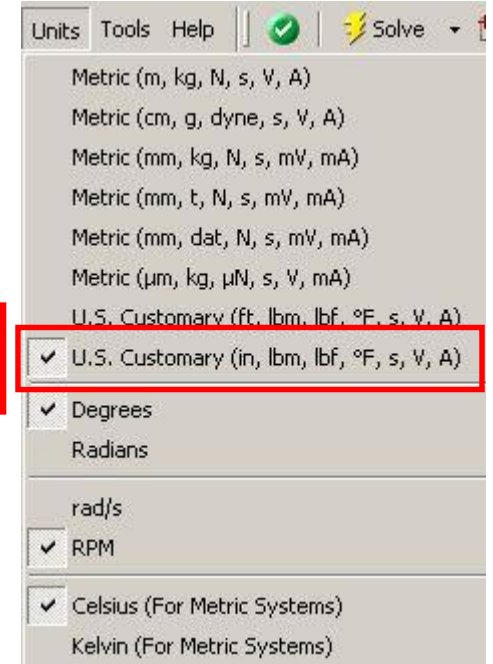 Units Tools Help Solve
Metric (m, kg, N, s, V, A)
Metric (cm, g, dyne, s, V, A)
Metric (mm, kg, N, s, mV, mA)
Metric (mm, t, N, s, mV, mA)
Metric (mm, dat, N, s, mV, mA)
Metric (µm, kg, µN, s, V, mA)
U.S. Customary (ft, lbm, lbf, °F, s, V, A)
U.S. Customary (in, lbm, lbf, °F, s, V, A)
Degrees
Radians
rad/s
RPM
Celsius (For Metric Systems)
Kelvin (For Metric Systems)